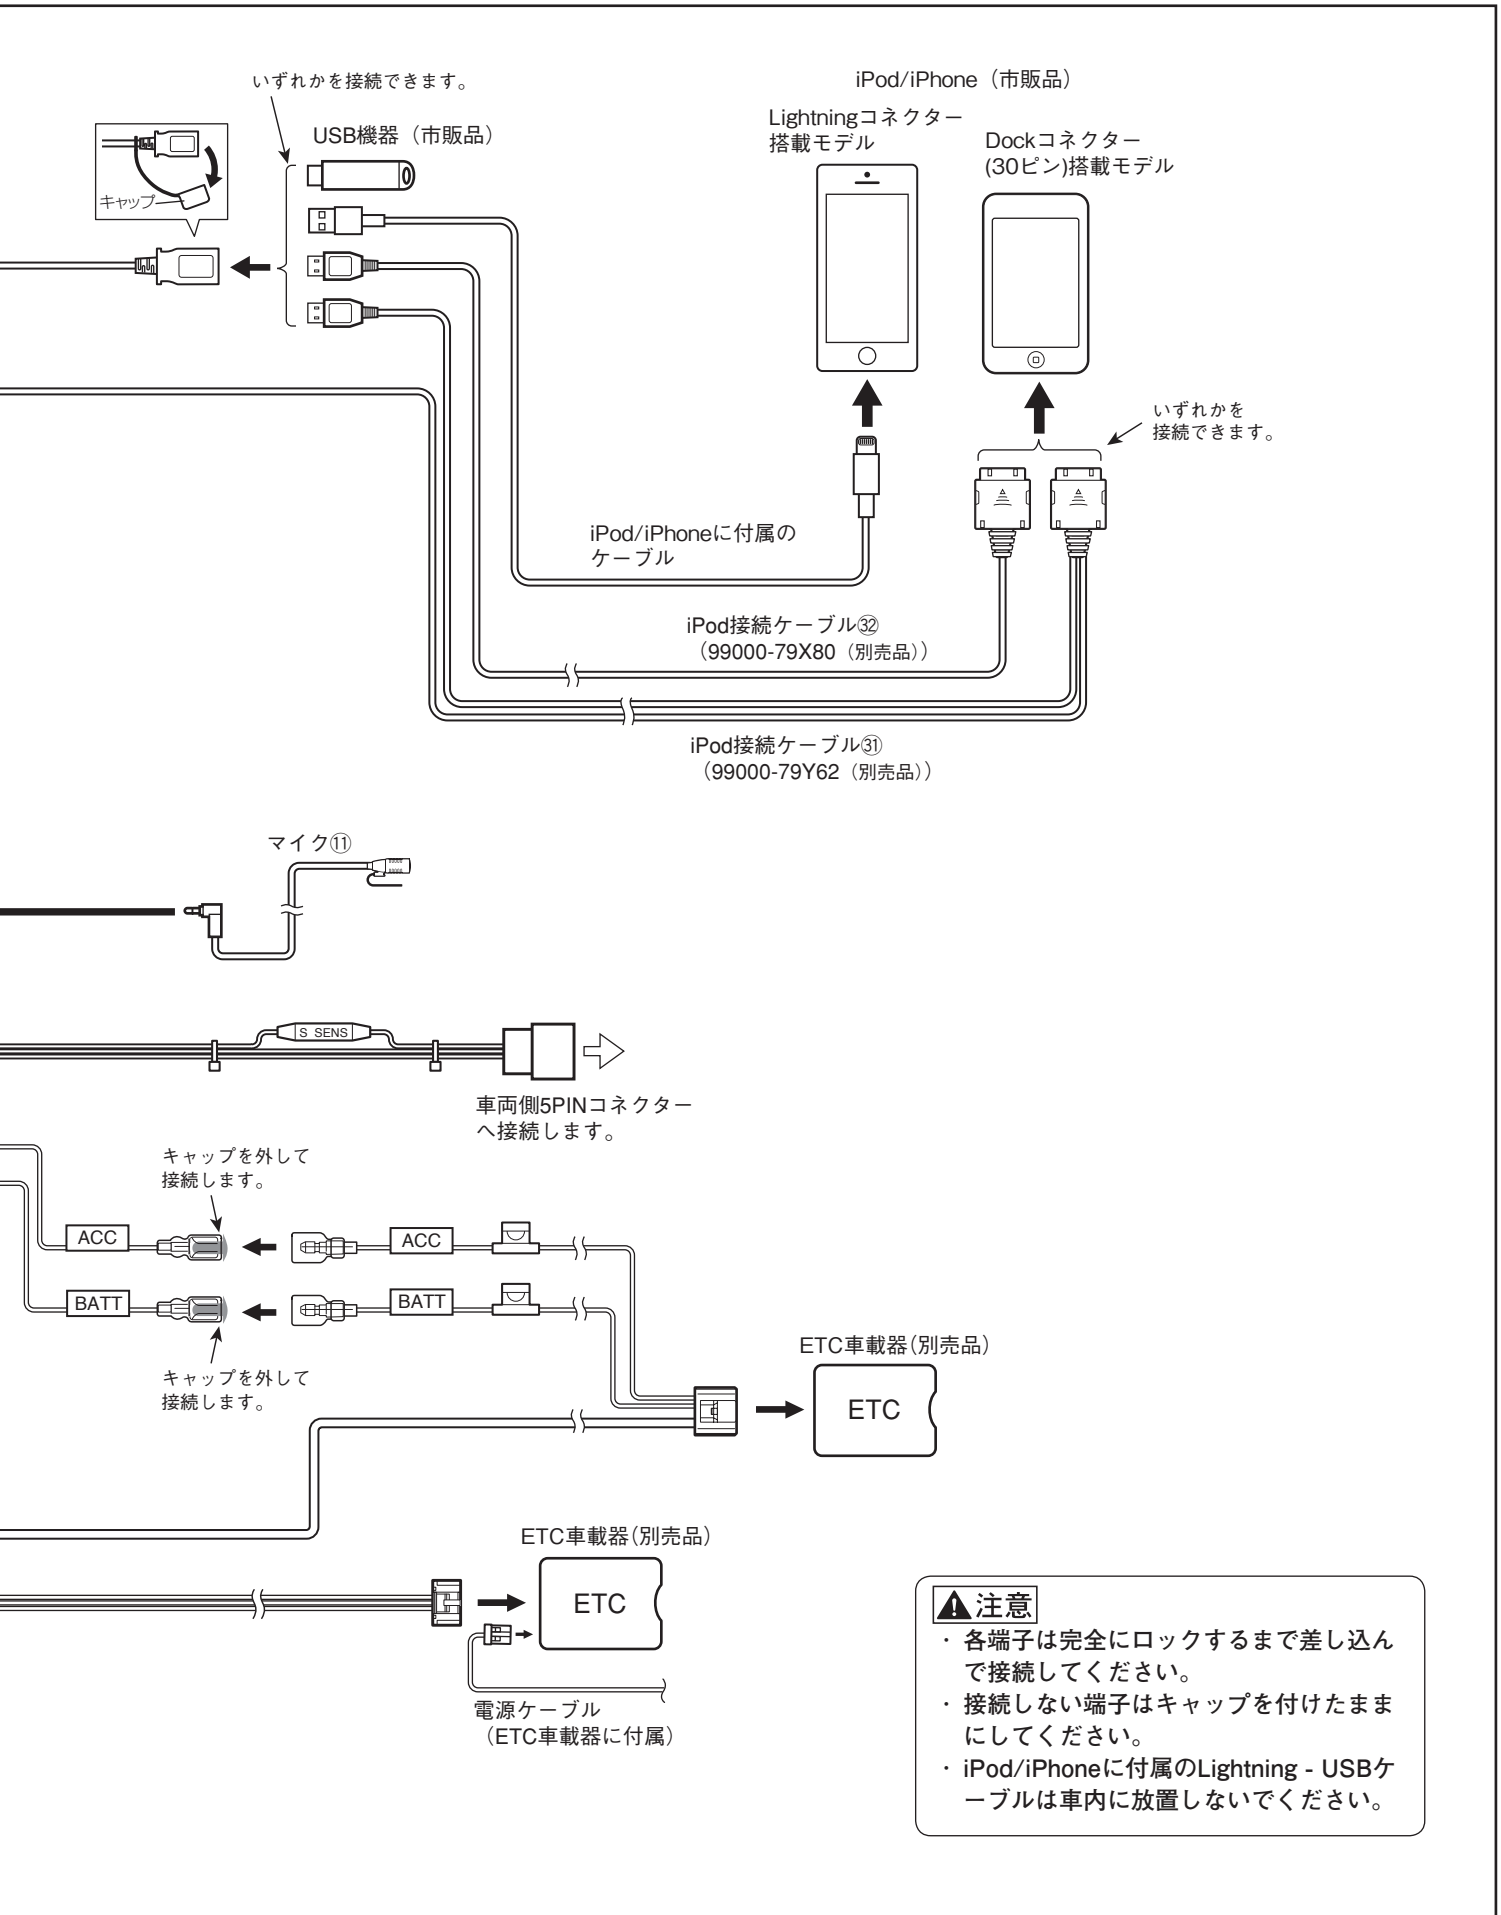 いずれかを接続できます。
キャップ
USB機器（市販品）
iPod/iPhone（市販品）
Lightningコネクター
搭載モデル
Dockコネクター
(30ピン)搭載モデル
いずれかを
接続できます。
iPod/iPhoneに付属の
ケーブル
iPod接続ケーブル㉜
（99000-79X80（別売品））
iPod接続ケーブル㉛
（99000-79Y62（別売品））
マイク⑪
S SENS
車両側5PINコネクター
へ接続します。
キャップを外して
接続します。
ACC
ACC
BATT
BATT
キャップを外して
接続します。
ETC車載器(別売品)
ETC
ETC車載器(別売品)
ETC
電源ケーブル
（ETC車載器に付属）
注意
・ 各端子は完全にロックするまで差し込ん
で接続してください。
・ 接続しない端子はキャップを付けたまま
にしてください。
・ iPod/iPhoneに付属のLightning - USBケ
ーブルは車内に放置しないでください。